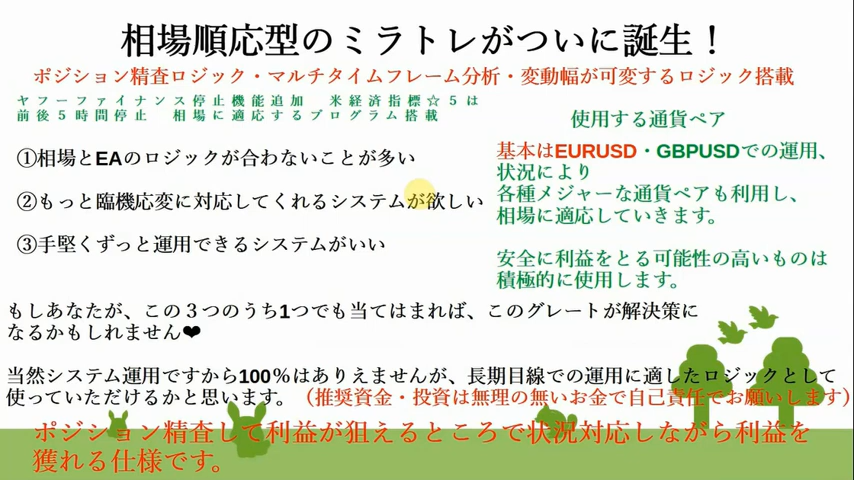 相場順応型のミラトレがついに誕生！
ポジション精査ロジック・マルチタイムフレーム分析・変動幅が可変するロジック搭載
ヤフーファイナンス停止機能追加　米経済指標☆５は
前後５時間停止　相場に適応するプログラム搭載
①相場とEAのロジックが合わないことが多い
②もっと臨機応変に対応してくれるシステムが欲しい
③手堅くずっと運用できるシステムがいい
使用する通貨ペア
基本はEURUSD・GBPUSDでの運用、
状況により
各種メジャーな通貨ペアも利用し、
相場に適応していきます。
安全に利益をとる可能性の高いものは
積極的に使用します。
もしあなたが、この３つのうち1つでも当てはまれば、このグレートが解決策に
なるかもしれません❤
当然システム運用ですから100％はありえませんが、長期目線での運用に適したロジックとして
使っていただけるかと思います。（推奨資金・投資は無理の無いお金で自己責任でお願いします）
ポジション精査して利益が狙えるところで状況対応しながら利益を
獲れる仕様です。